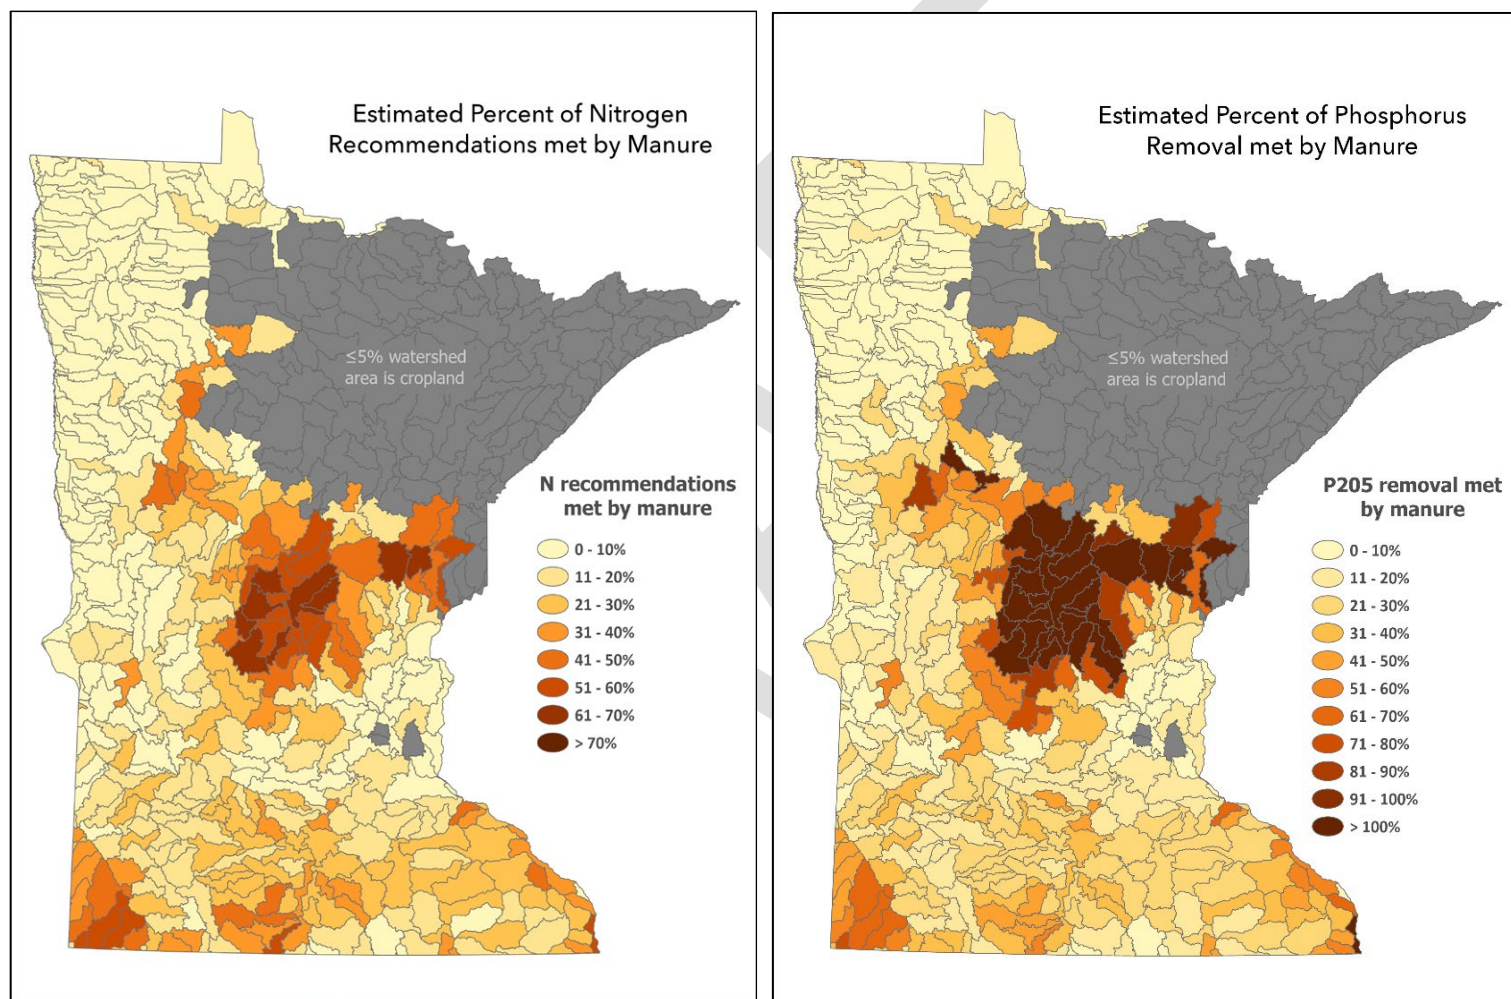 Estimated Percent of Nitrogen
Recommendations met by Manure
≤5% watershed
area is cropland
N recommendations
met by manure
0 - 10%
11 - 20%
21 - 30%
31 - 40%
41 - 50%
51 - 60%
61 - 70%
> 70%
Estimated Percent of Phosphorus
Removal met by Manure
≤5% watershed
area is cropland
P205 removal met
by manure
0 - 10%
11 - 20%
21 - 30%
31 - 40%
41 - 50%
51 - 60%
61 - 70%
71 - 80%
81 - 90%
91 - 100%
> 100%